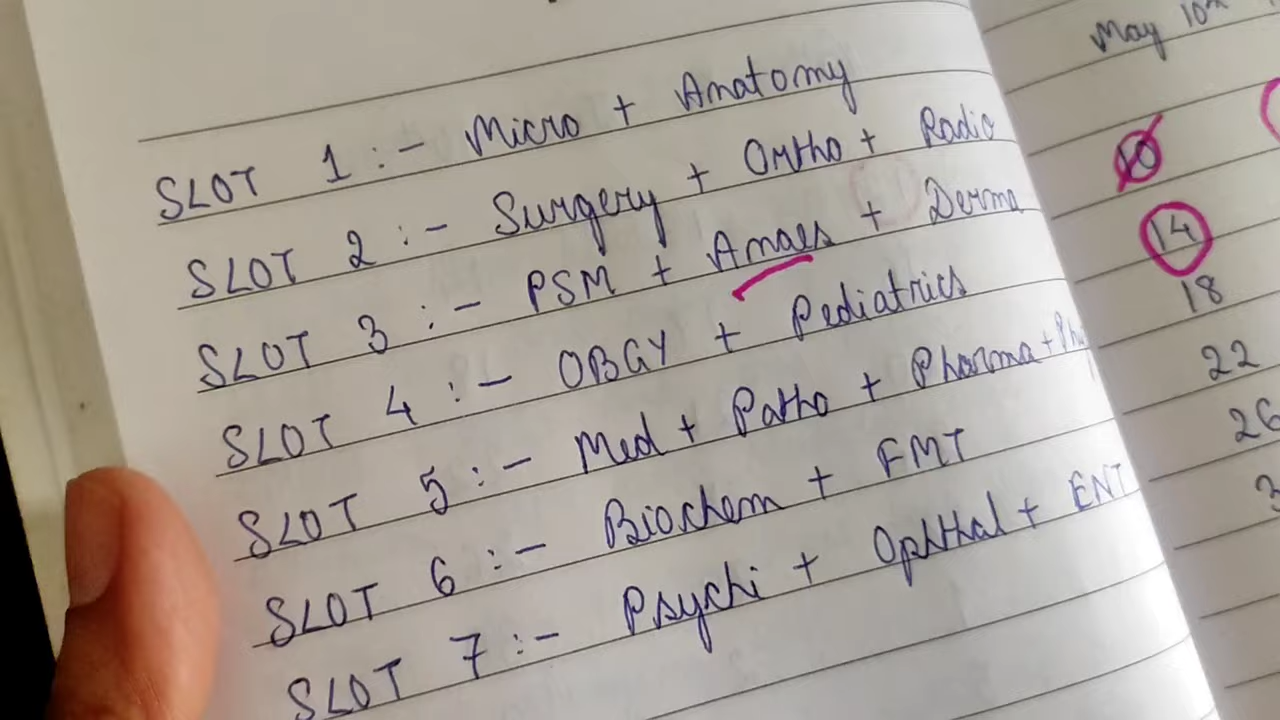 SLOT 1 :- Micro + Anatomy
SLOT 2 :- Surgery + Ortho + Radio
SLOT 3 :- PSM + Anaes + Derma
SLOT 4 :- OBGY + Pediatrics
SLOT 5 :- Med + Patho + Pharma +
SLOT 6 :- Biochem + FMT
SLOT 7 :- Psychi + Ophthal + ENT
May 10th
10
14
18
22
26